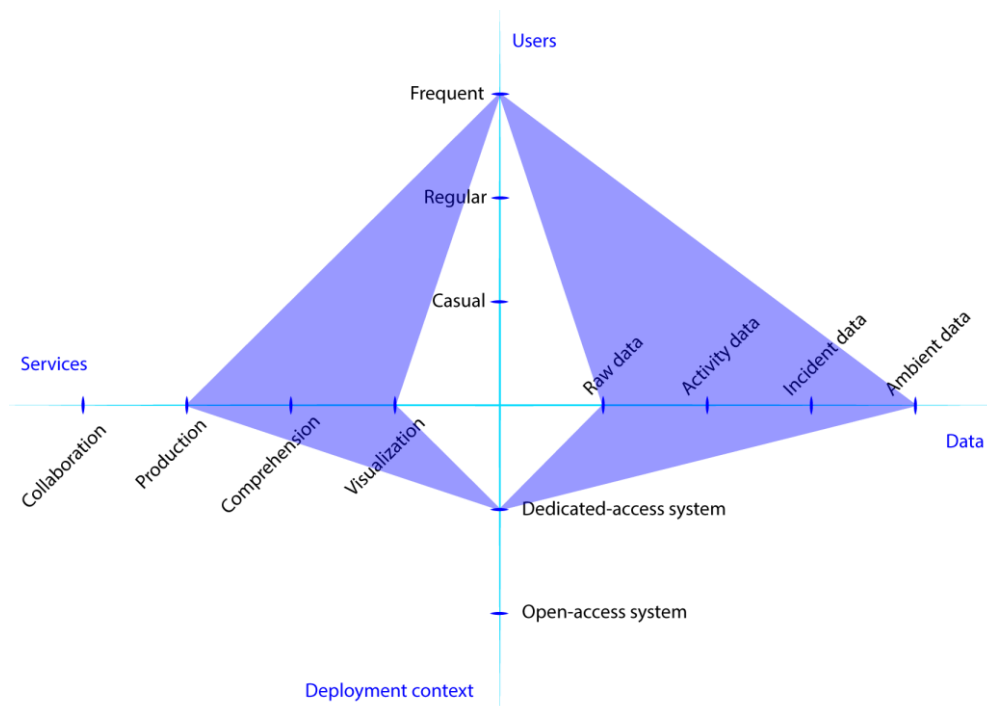 Users
Frequent
Regular
Casual
Services
Raw data
Activity data
Incident data
Ambient data
Data
Collaboration
Production
Comprehension
Visualization
Dedicated-access system
Open-access system
Deployment context